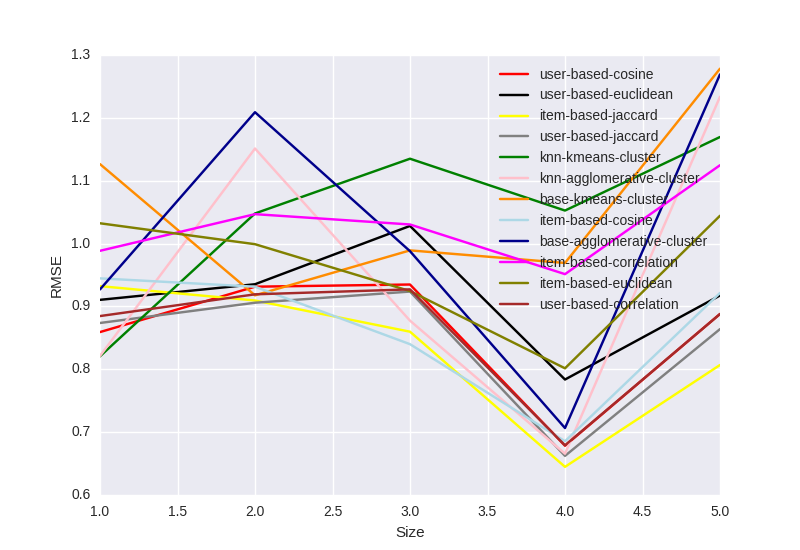 1.3
1.2
1.1
1.0
0.9
0.8
0.7
0.6
RMSE
user-based-cosine
user-based-euclidean
item-based-jaccard
user-based-jaccard
knn-kmeans-cluster
knn-agglomerative-cluster
base-kmeans-cluster
item-based-cosine
base-agglomerative-cluster
item-based-correlation
item-based-euclidean
user-based-correlation
1.0 1.5 2.0 2.5 3.0 3.5 4.0 4.5 5.0
Size